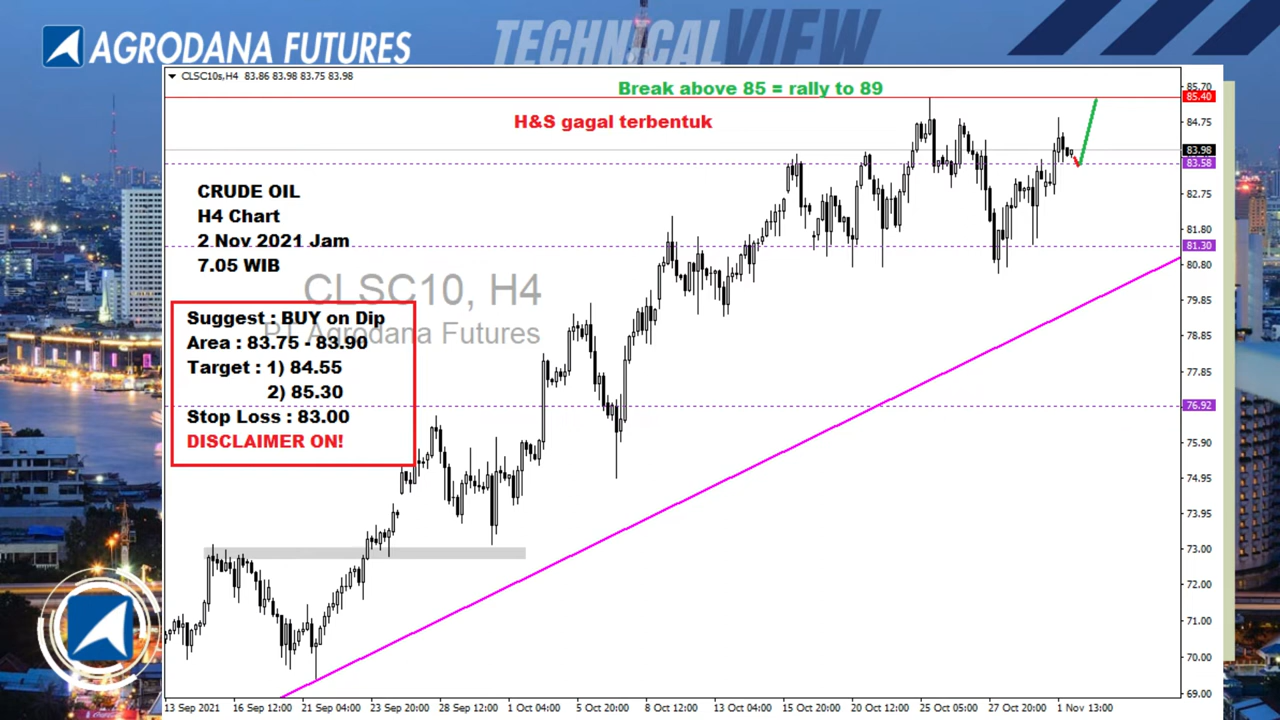 AGRODANA FUTURES
TECHNICAL VIEW
CLSC10s,H4 83.86 83.98 83.75 83.98
Break above 85 = rally to 89
H&S gagal terbentuk
CRUDE OIL
H4 Chart
2 Nov 2021 Jam
7.05 WIB
CLSC10, H4
PT Agrodana Futures
Suggest : BUY on Dip
Area : 83.75 - 83.90
Target : 1) 84.55
2) 85.30
Stop Loss : 83.00
DISCLAIMER ON!
85.70
85.40
84.75
83.98
83.58
82.75
81.80
81.30
80.80
79.85
78.85
77.85
76.92
75.90
74.95
73.95
73.00
72.00
71.00
70.00
69.00
13 Sep 2021 16 Sep 12:00 21 Sep 04:00 23 Sep 20:00 28 Sep 12:00 1 Oct 04:00 5 Oct 20:00 8 Oct 12:00 13 Oct 04:00 15 Oct 20:00 20 Oct 12:00 25 Oct 05:00 27 Oct 20:00 1 Nov 13:00